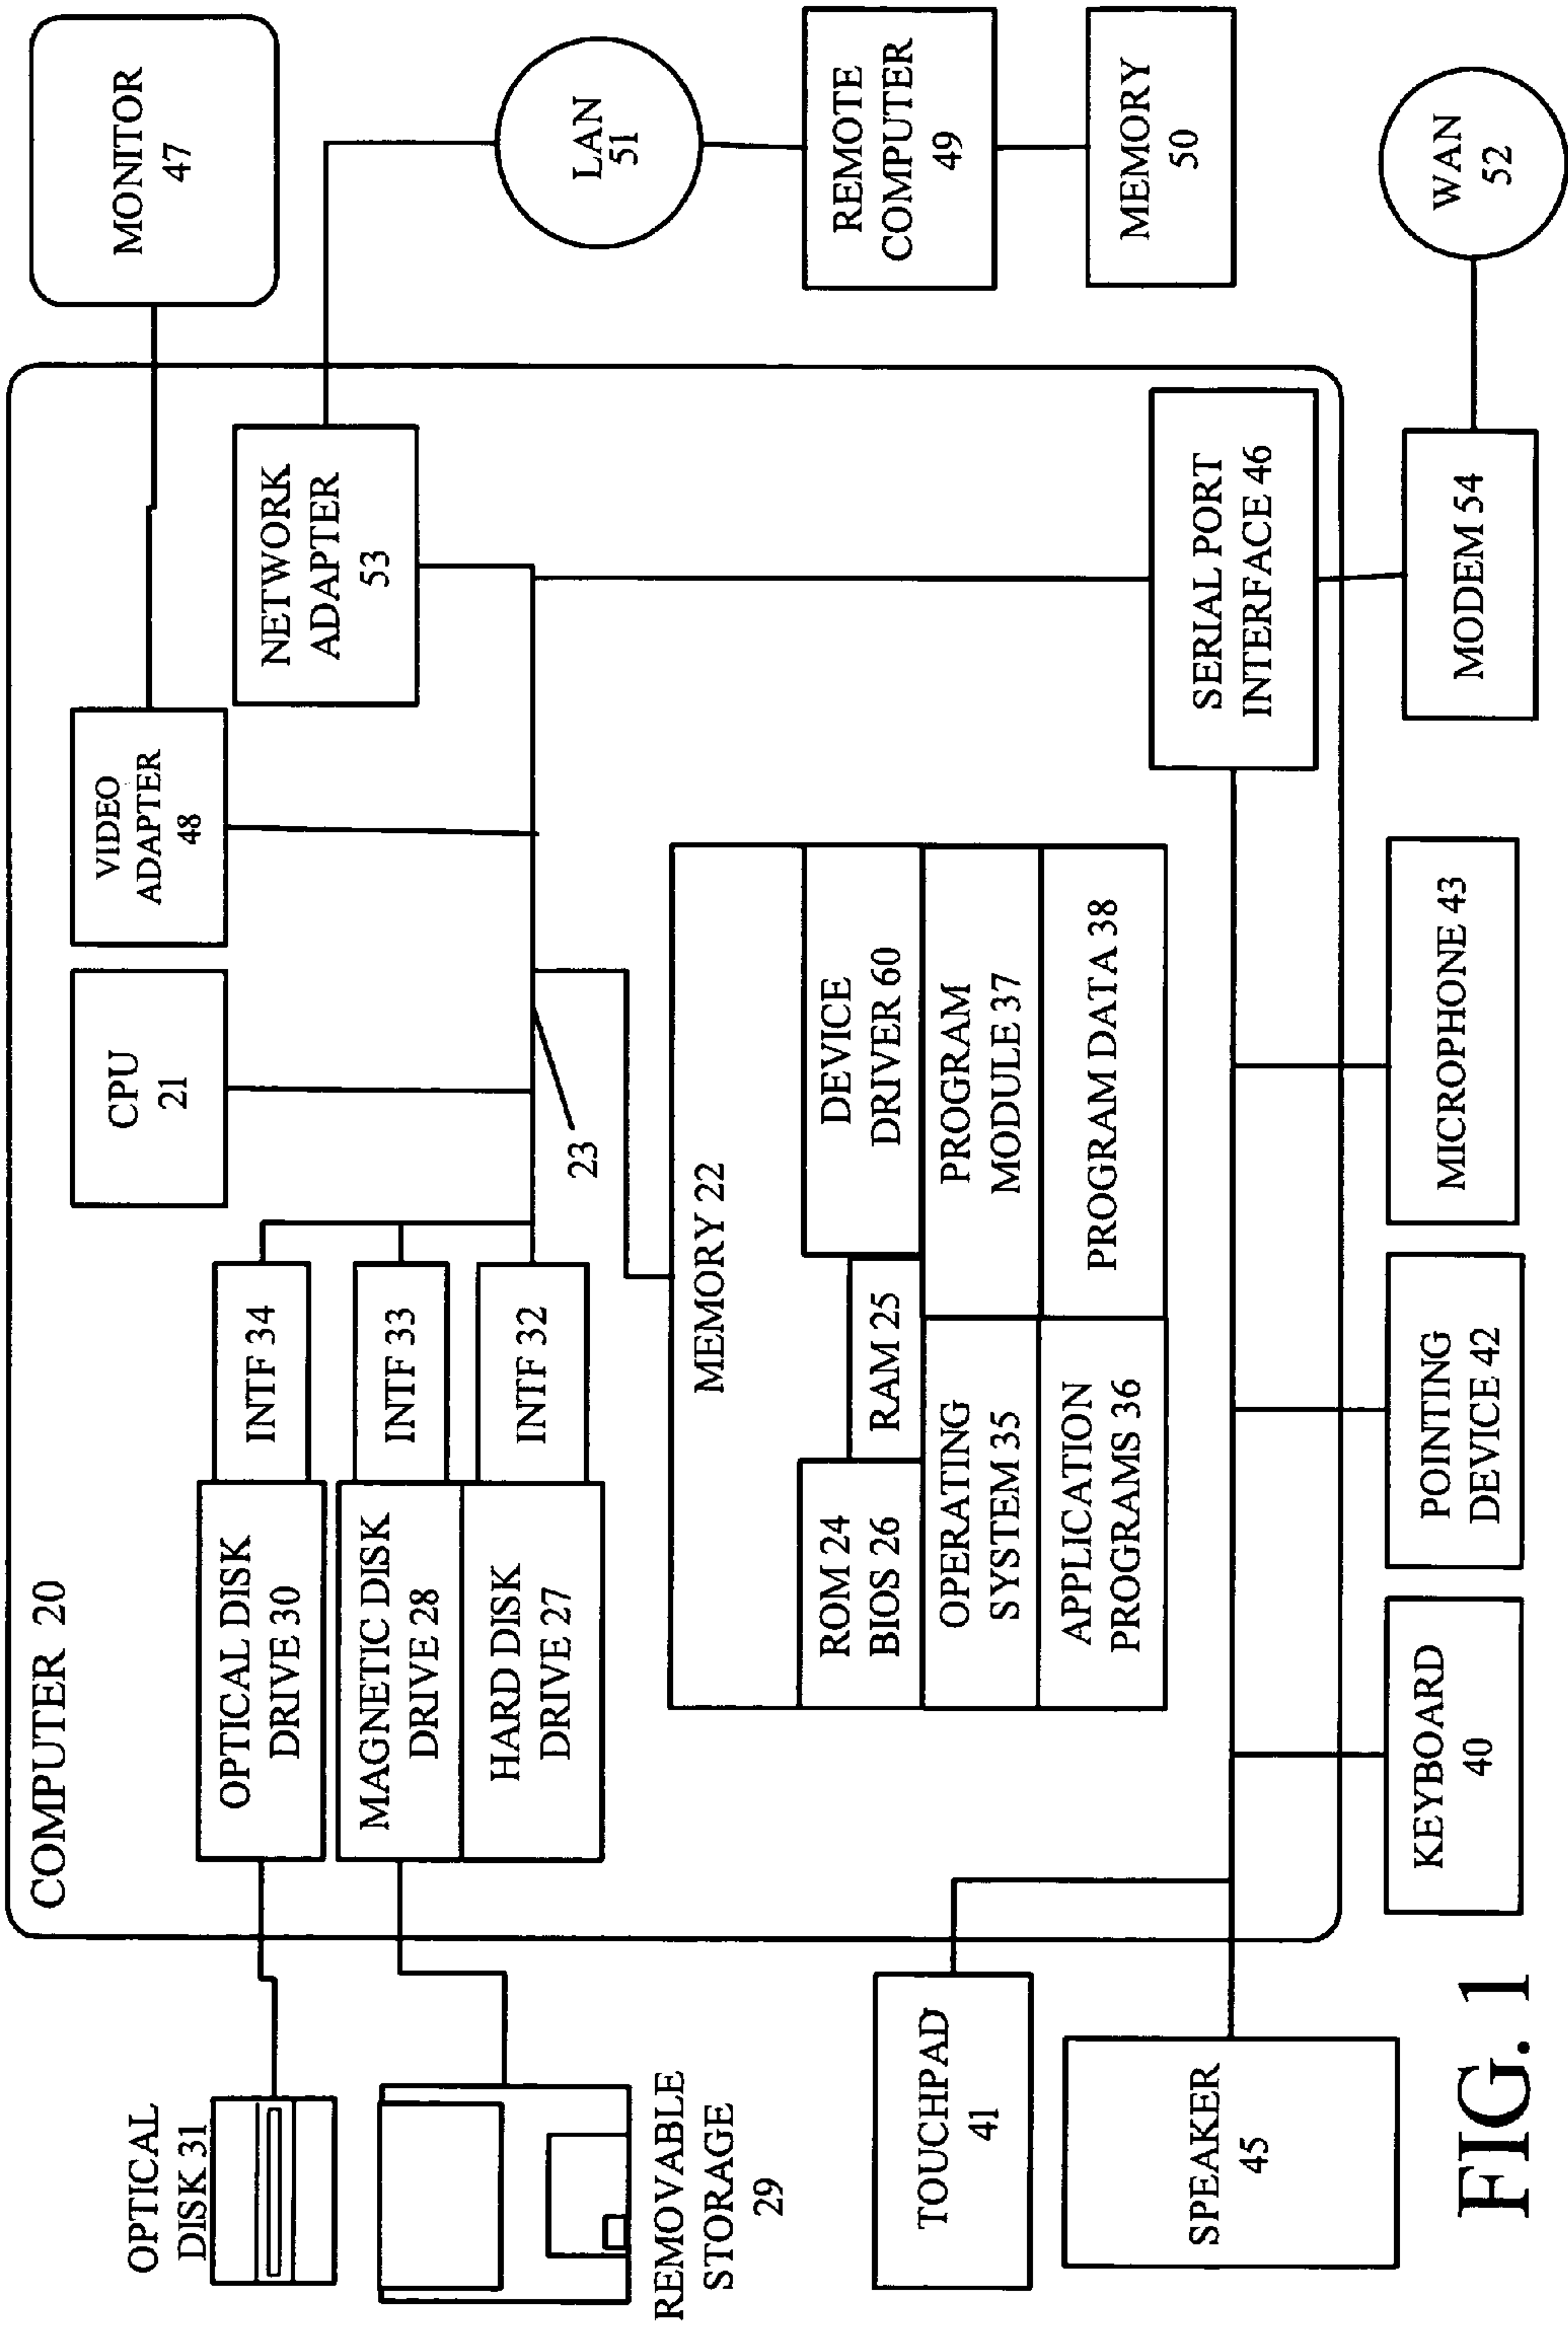 COMPUTER 20
OPTICAL
DISK 31
OPTICAL DISK
DRIVE 30
INTF 34
CPU
21
VIDEO
ADAPTER
48
MONITOR
47
REMOVABLE
STORAGE
29
MAGNETIC DISK
DRIVE 28
INTF 33
HARD DISK
DRIVE 27
INTF 32
23
NETWORK
ADAPTER
53
LAN
51
MEMORY 22
ROM 24
BIOS 26
RAM 25
DEVICE
DRIVER 60
OPERATING
SYSTEM 35
PROGRAM
MODULE 37
APPLICATION
PROGRAMS 36
PROGRAM DATA 38
REMOTE
COMPUTER
49
MEMORY
50
TOUCHPAD
41
SPEAKER
45
SERIAL PORT
INTERFACE 46
KEYBOARD
40
POINTING
DEVICE 42
MICROPHONE 43
MODEM 54
WAN
52
FIG. 1